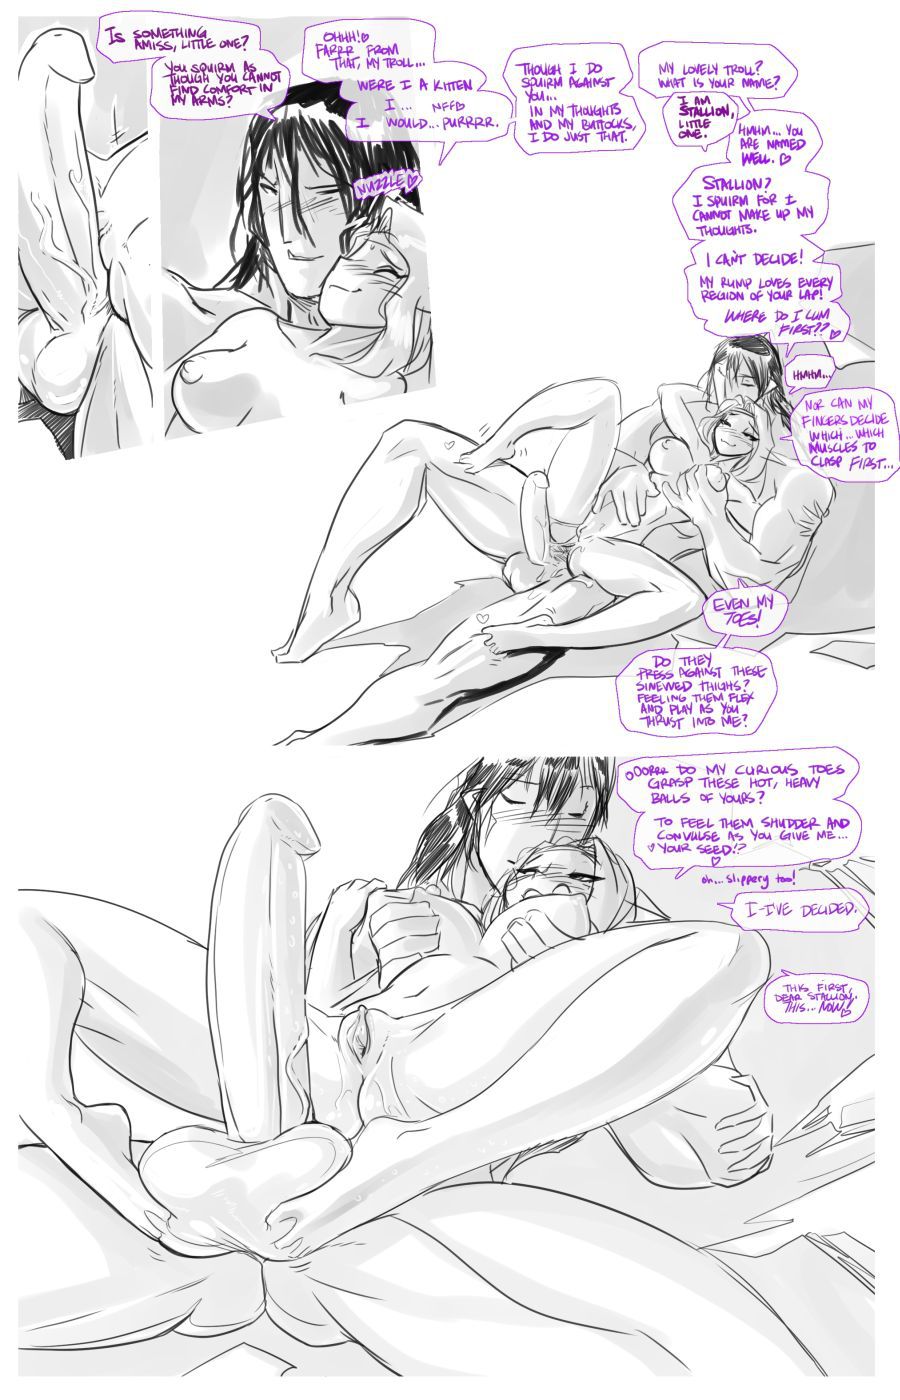 IS SOMETHING
AMISS, LITTLE ONE?
YOU SQUIRM AS
THOUGH YOU CANNOT
FIND COMFORT IN
MY ARMS?
OHHH!♡
FARRR FROM
THAT, MY TROLL...
WERE I A KITTEN
I... NFF♡
I WOULD...PURRRR.
NUZZLE♡
THOUGH I DO
SQUIRM AGAINST
YOU...
IN MY THOUGHTS
AND MY BUTTOCKS,
I DO JUST THAT.
MY LOVELY TROLL?
WHAT IS YOUR NAME?
I AM
STALLION,
LITTLE
ONE.
HMHM...YOU
ARE NAMED
WELL.♡
STALLION?
I SQUIRM FOR I
CANNOT MAKE UP MY
THOUGHTS.
I CAN'T DECIDE!
MY RUMP LOVES EVERY
REGION OF YOUR LAP!
WHERE DO I CUM
FIRST??♡
HMHM...
NOR CAN MY
FINGERS DECIDE
WHICH...WHICH
MUSCLES TO
CLASP FIRST...
EVEN MY
TOES!
DO THEY
PRESS AGAINST THESE
SINEWED THIGHS?
FEELING THEM FLEX
AND PLAY AS YOU
THRUST INTO ME?
OOORRR DO MY CURIOUS TOES
GRASP THESE HOT, HEAVY
BALLS OF YOURS?
TO FEEL THEM SHUDDER AND
CONVULSE AS YOU GIVE ME...
♡YOUR SEED!?
♡
oh...slippery too!
I-I'VE DECIDED.
THIS FIRST,
DEAR STALLION.
THIS...NOW!♡